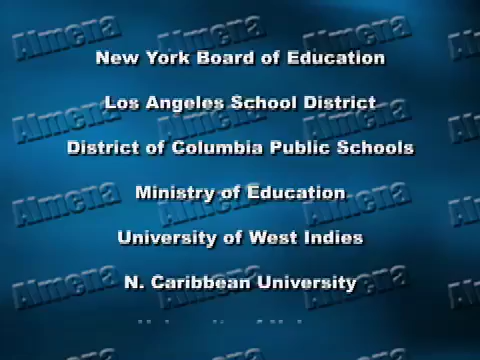 New York Board of Education
Los Angeles School District
District of Columbia Public Schools
Ministry of Education
University of West Indies
N. Caribbean University
Almena